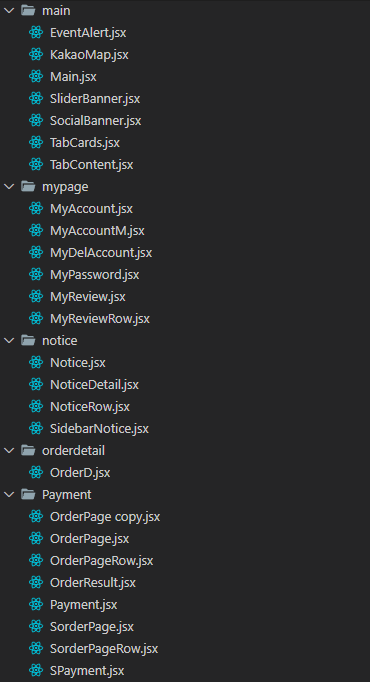 main
EventAlert.jsx
KakaoMap.jsx
Main.jsx
SliderBanner.jsx
SocialBanner.jsx
TabCards.jsx
TabContent.jsx
mypage
MyAccount.jsx
MyAccountM.jsx
MyDelAccount.jsx
MyPassword.jsx
MyReview.jsx
MyReviewRow.jsx
notice
Notice.jsx
NoticeDetail.jsx
NoticeRow.jsx
SidebarNotice.jsx
orderdetail
OrderD.jsx
Payment
OrderPage copy.jsx
OrderPage.jsx
OrderPageRow.jsx
OrderResult.jsx
Payment.jsx
SorderPage.jsx
SorderPageRow.jsx
SPayment.jsx